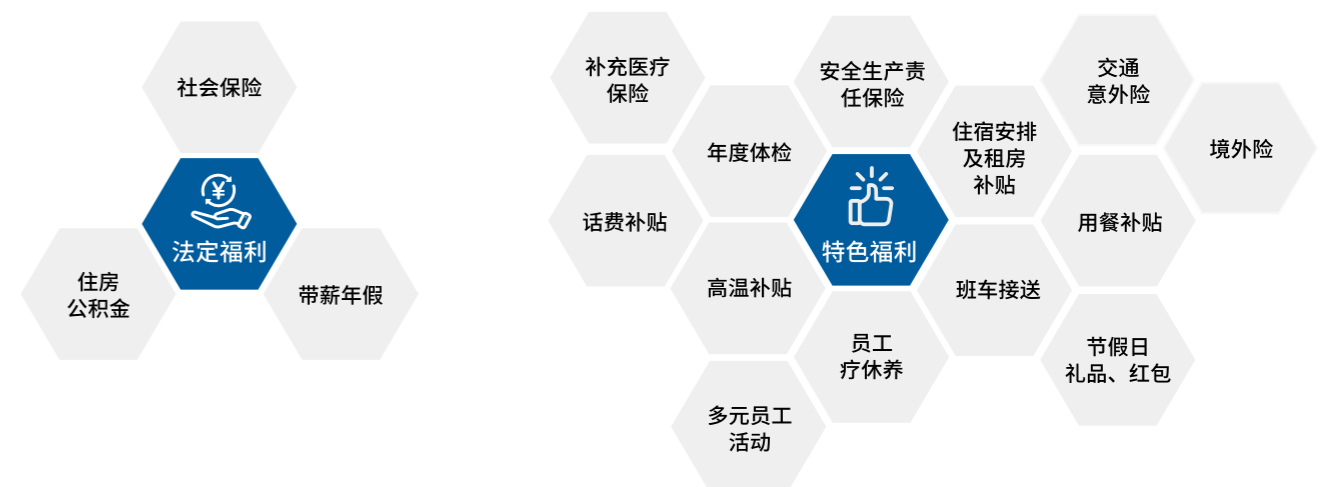 社会保险
法定福利
住房
公积金
带薪年假
补充医疗
保险
安全生产责
任保险
交通
意外险
年度体检
住宿安排
及租房
补贴
境外险
话费补贴
特色福利
用餐补贴
高温补贴
班车接送
员工
疗休养
节假日
礼品、红包
多元员工
活动